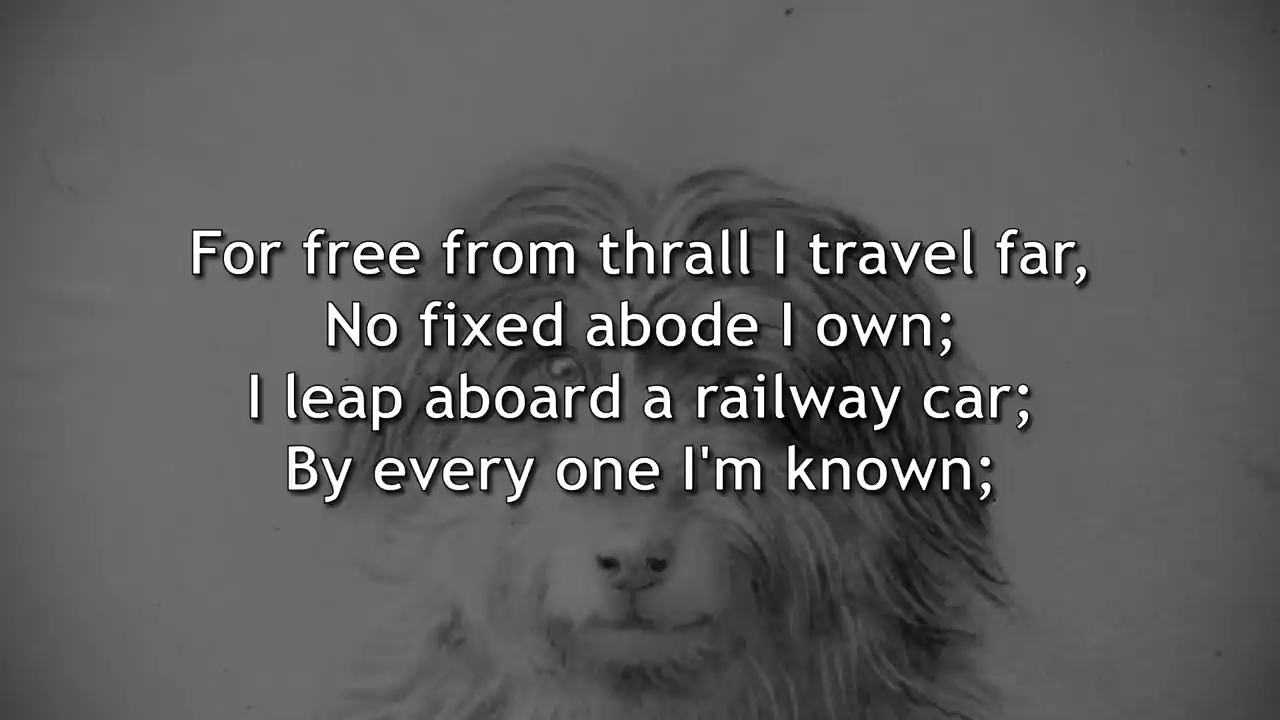 For free from thrall I travel far,
No fixed abode I own;
I leap aboard a railway car;
By every one I'm known;